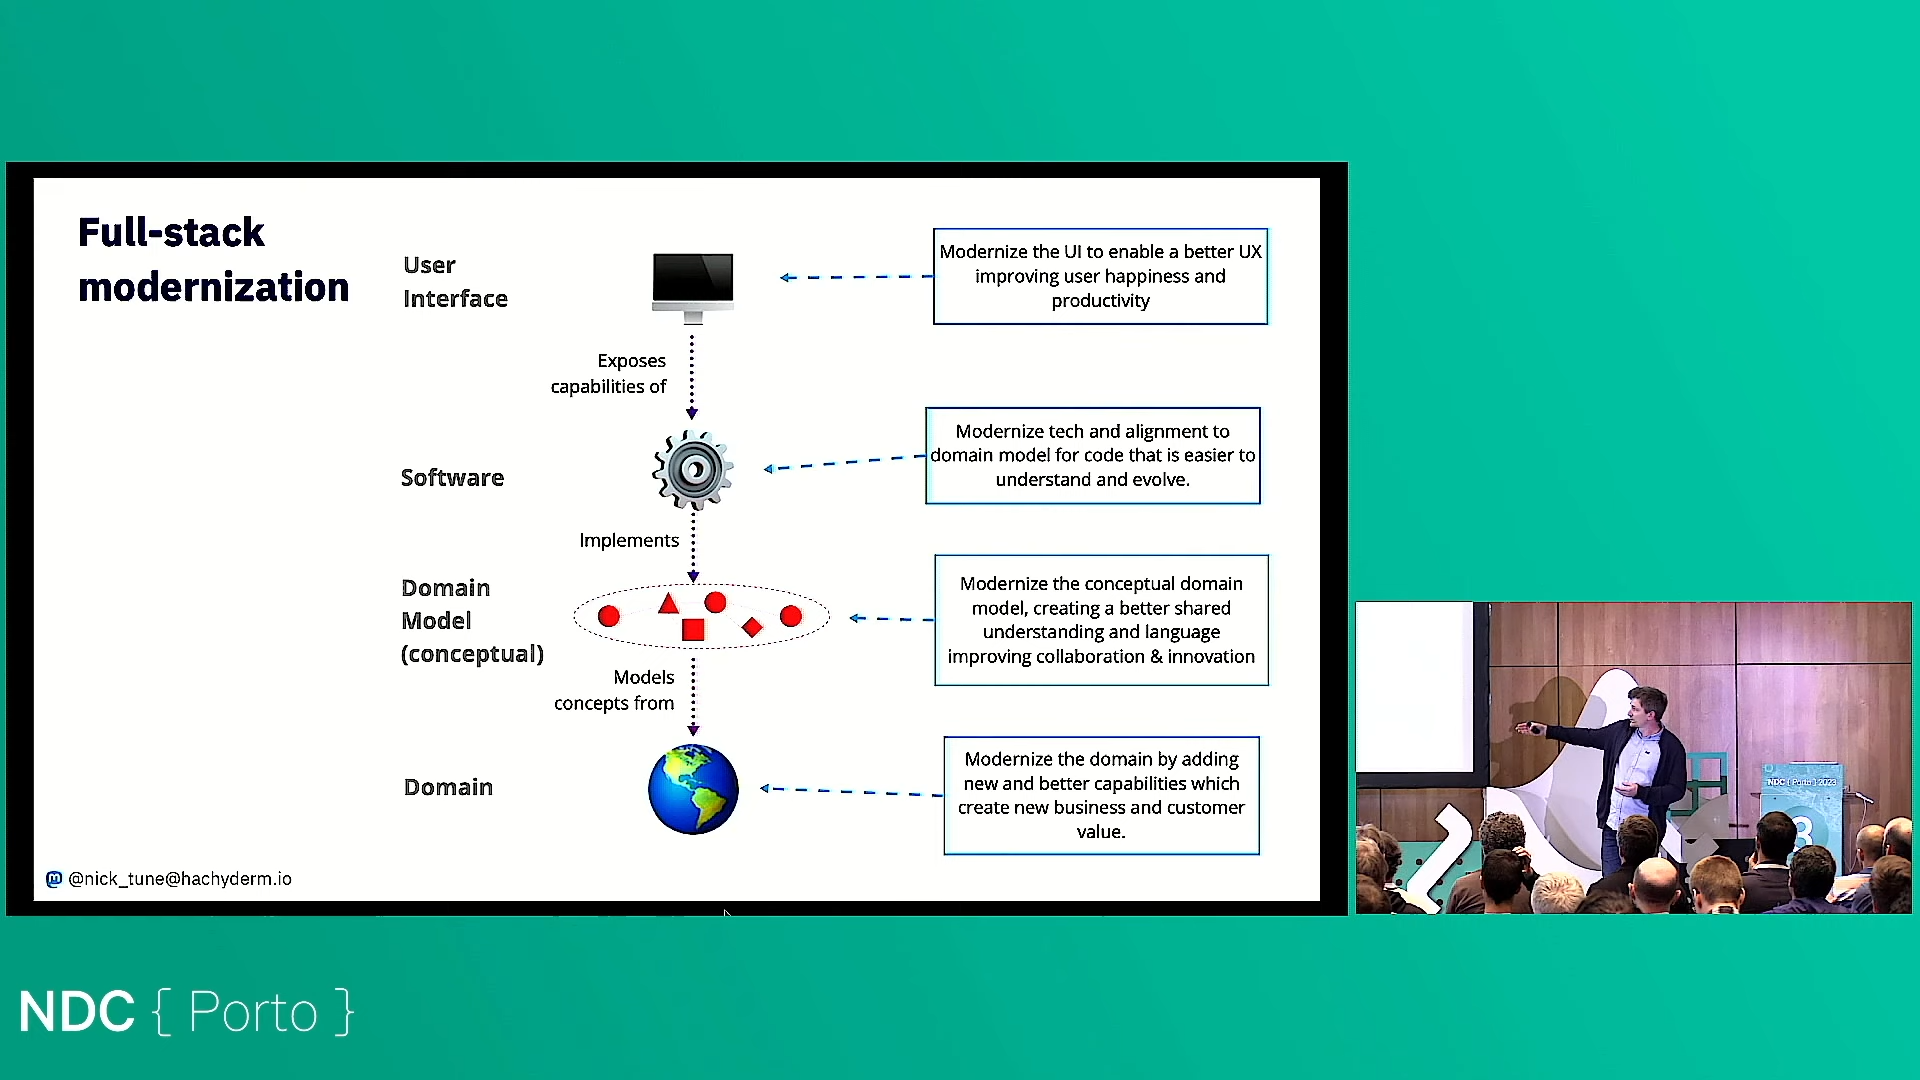 Full-stack
modernization
User
Interface
Modernize the UI to enable a better UX
improving user happiness and
productivity
Exposes
capabilities of
Software
Modernize tech and alignment to
domain model for code that is easier to
understand and evolve.
Implements
Domain
Model
(conceptual)
Modernize the conceptual domain
model, creating a better shared
understanding and language
improving collaboration & innovation
Models
concepts from
Domain
Modernize the domain by adding
new and better capabilities which
create new business and customer
value.
@nick_tune@hachyderm.io
NDC { Porto } 2023
3
NDC { Porto }